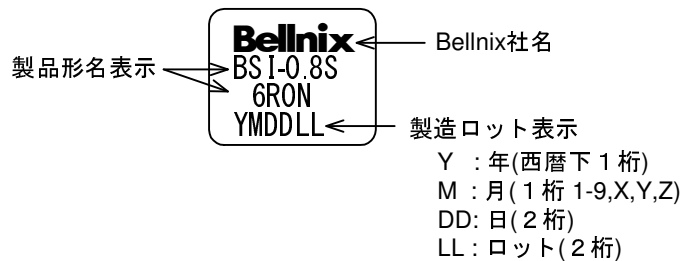 Bellnix
Bellnix社名
製品形名表示
BSI-0.8S
6R0N
YMDDLL
製造ロット表示
Y : 年(西暦下1桁)
M : 月(1桁 1-9,X,Y,Z)
DD: 日(2桁)
LL : ロット(2桁)